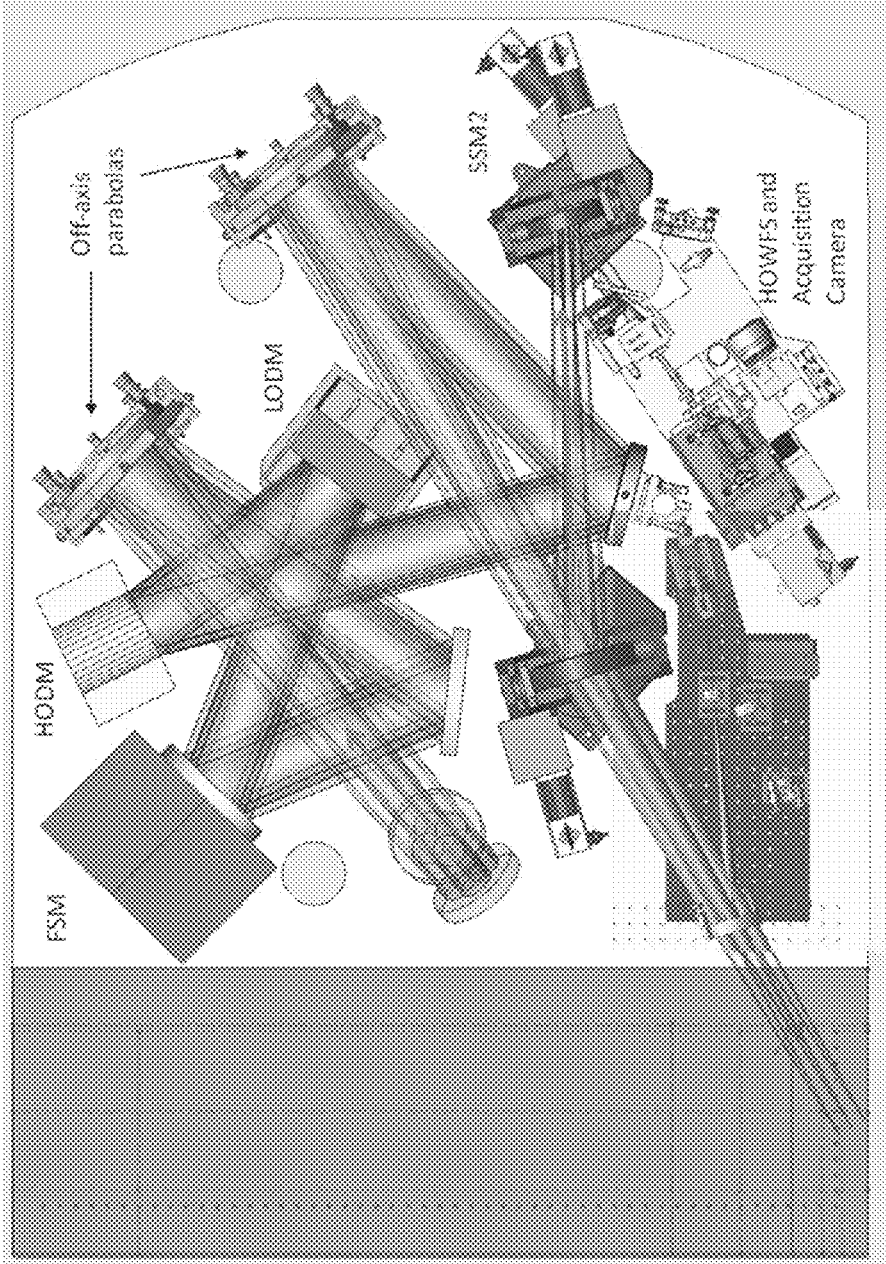 Off-axis
parabolas
HODM
LODM
FSM
SSM2
HOWFS and
Acquisition
Camera